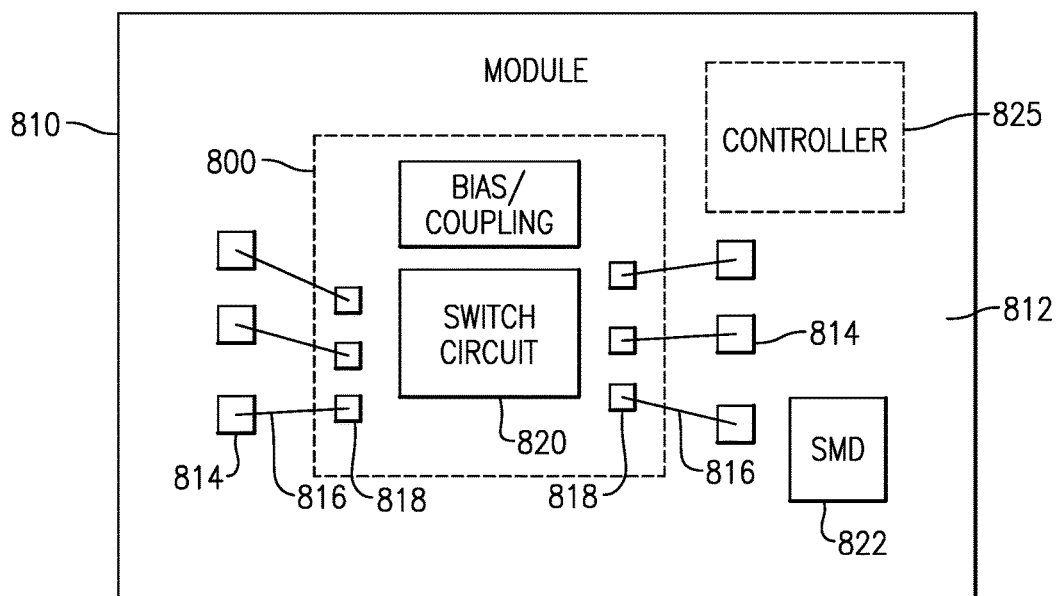 MODULE
810
825
CONTROLLER
800
BIAS/
COUPLING
812
SWITCH
CIRCUIT
814
820
SMD
814
816
818
818
816
822